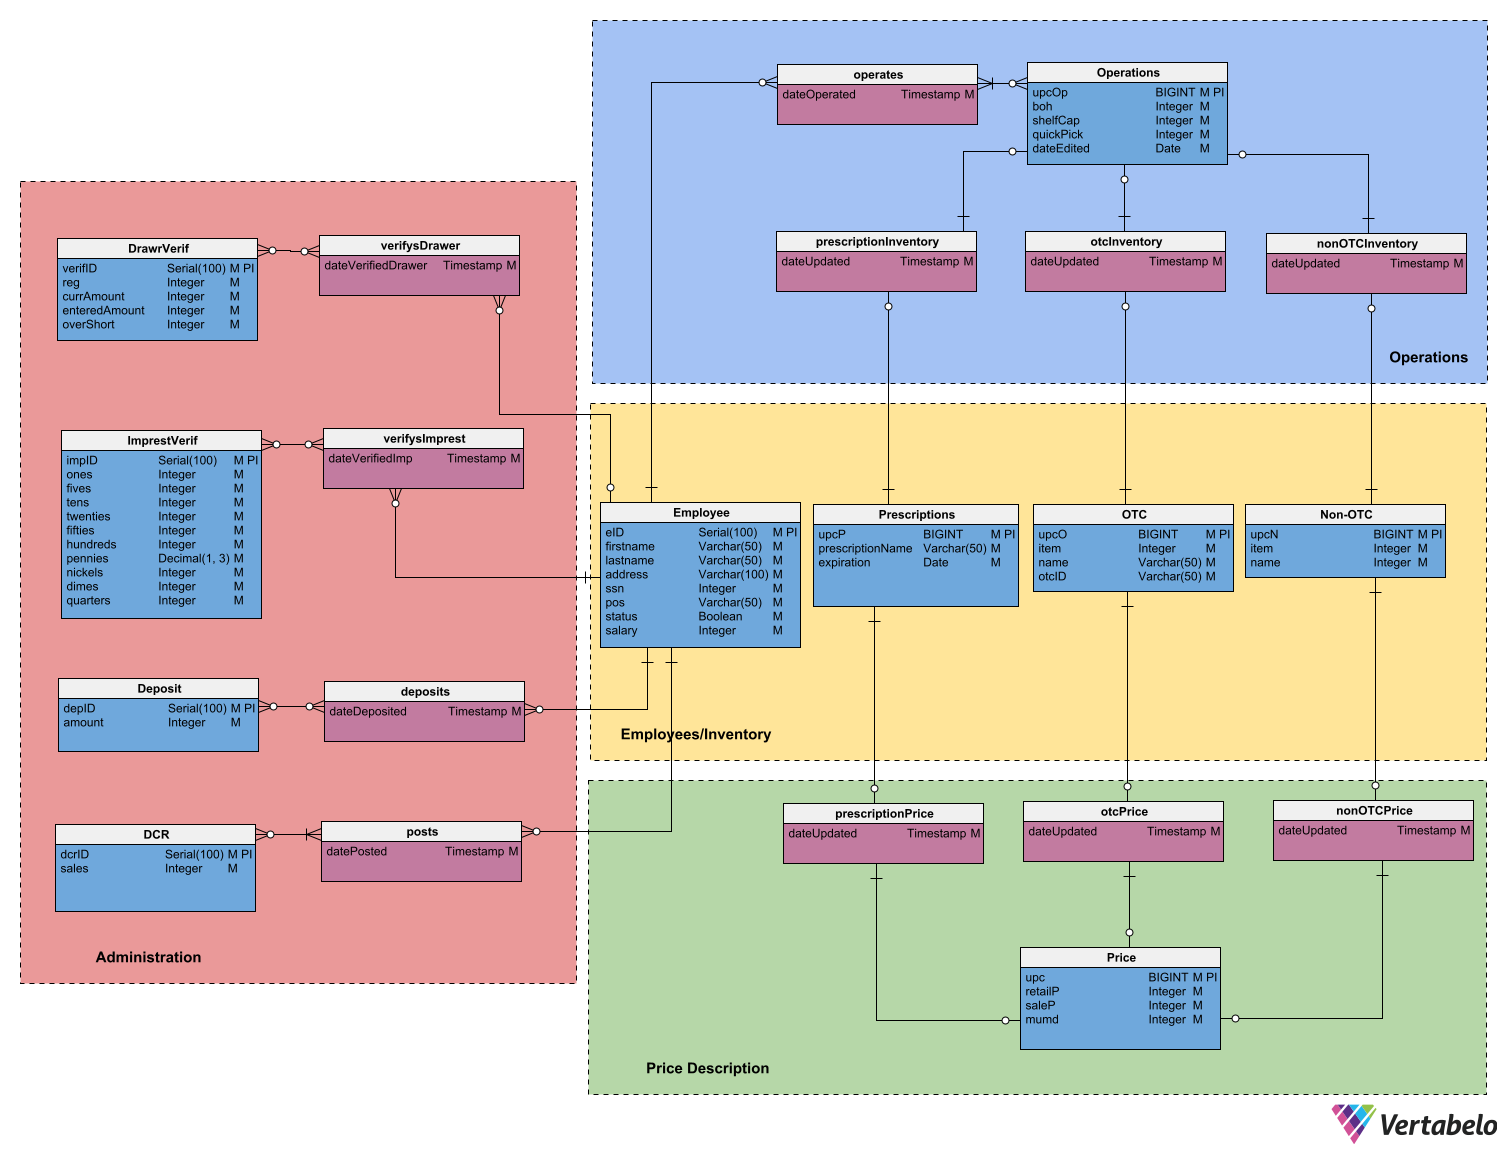 operates
dateOperated Timestamp M
Operations
upcOp BIGINT M PI
boh Integer M
shelfCap Integer M
quickPick Integer M
dateEdited Date M
prescriptionInventory
dateUpdated Timestamp M
otcInventory
dateUpdated Timestamp M
nonOTCInventory
dateUpdated Timestamp M
Operations
DrawrVerif
verifID Serial(100) M PI
reg Integer M
currAmount Integer M
enteredAmount Integer M
overShort Integer M
verifysDrawer
dateVerifiedDrawer Timestamp M
ImprestVerif
impID Serial(100) M PI
ones Integer M
fives Integer M
tens Integer M
twenties Integer M
fifties Integer M
hundreds Integer M
pennies Decimal(1, 3) M
nickels Integer M
dimes Integer M
quarters Integer M
verifysImprest
dateVerifiedImp Timestamp M
Deposit
depID Serial(100) M PI
amount Integer M
deposits
dateDeposited Timestamp M
DCR
dcrID Serial(100) M PI
sales Integer M
posts
datePosted Timestamp M
Administration
Employee
eID Serial(100) M PI
firstname Varchar(50) M
lastname Varchar(50) M
address Varchar(100) M
ssn Integer M
pos Varchar(50) M
status Boolean M
salary Integer M
Prescriptions
upcP BIGINT M PI
prescriptionName Varchar(50) M
expiration Date M
OTC
upcO BIGINT M PI
item Integer M
name Varchar(50) M
otcID Varchar(50) M
Non-OTC
upcN BIGINT M PI
item Integer M
name Integer M
Employees/Inventory
prescriptionPrice
dateUpdated Timestamp M
otcPrice
dateUpdated Timestamp M
nonOTCPrice
dateUpdated Timestamp M
Price
upc BIGINT M PI
retailP Integer M
saleP Integer M
mumd Integer M
Price Description
Vertabelo